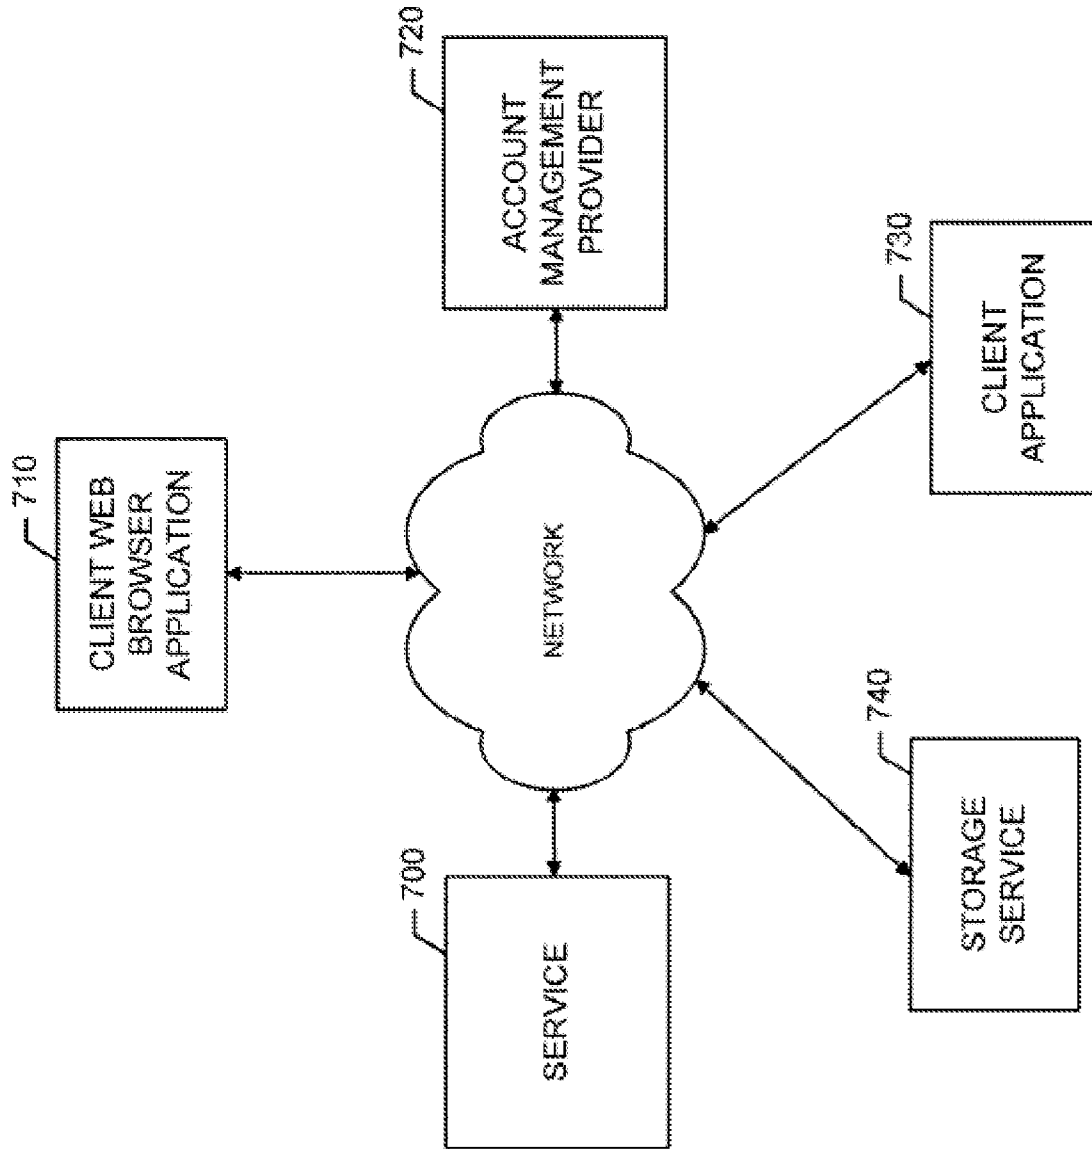 710
CLIENT WEB
BROWSER
APPLICATION
720
ACCOUNT
MANAGEMENT
PROVIDER
NETWORK
700
SERVICE
730
CLIENT
APPLICATION
740
STORAGE
SERVICE